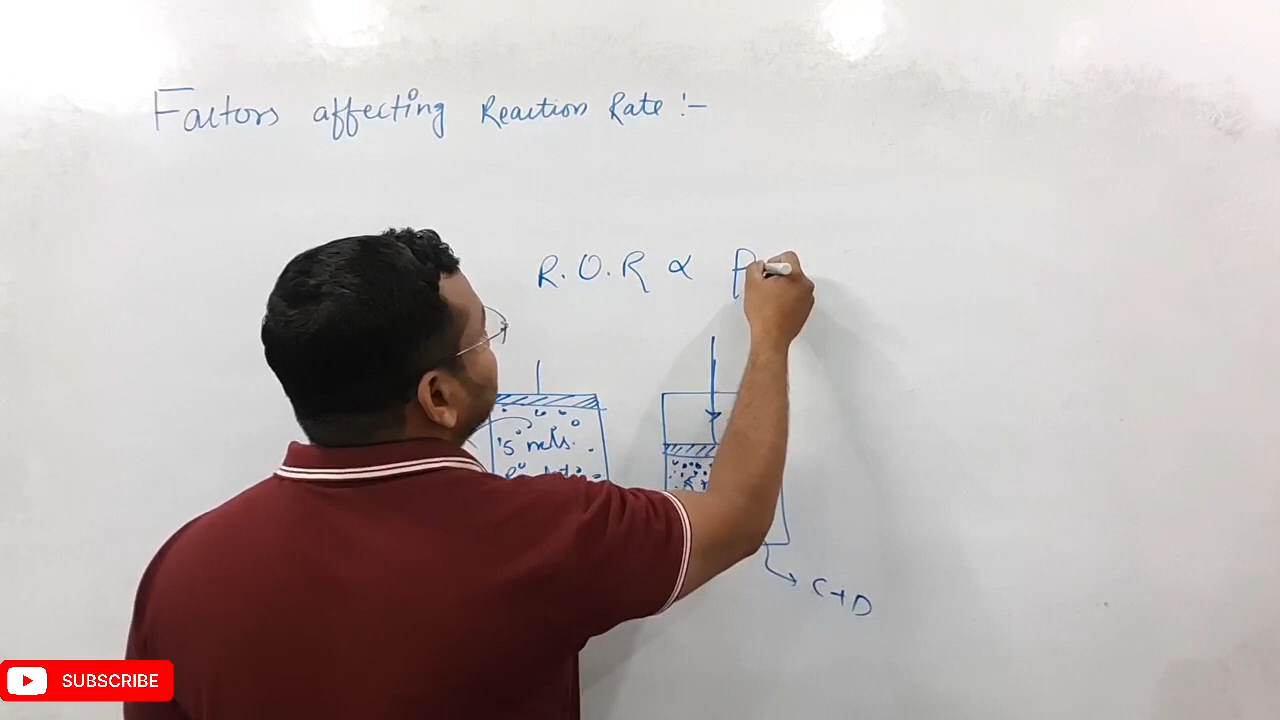 Factors affecting Reaction Rate :-
R.O.R ∝ P
5 mols.
C+D
SUBSCRIBE